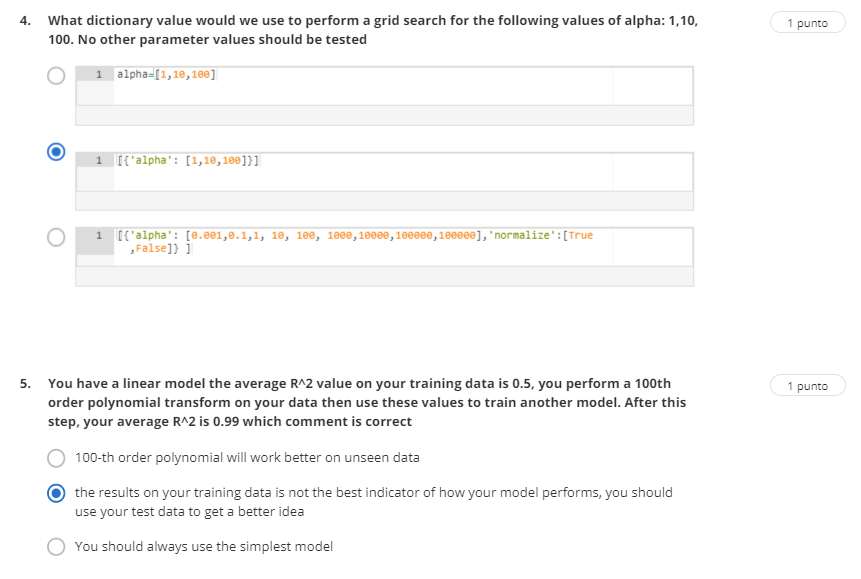 4. What dictionary value would we use to perform a grid search for the following values of alpha: 1,10,
100. No other parameter values should be tested
1 punto
1 alpha=[1,10,100]
1 [{'alpha': [1,10,100]}]
1 [{'alpha': [0.001,0.1,1, 10, 100, 1000,10000,100000,100000],'normalize':[True
,False]} ]
5. You have a linear model the average R^2 value on your training data is 0.5, you perform a 100th
order polynomial transform on your data then use these values to train another model. After this
step, your average R^2 is 0.99 which comment is correct
1 punto
100-th order polynomial will work better on unseen data
the results on your training data is not the best indicator of how your model performs, you should
use your test data to get a better idea
You should always use the simplest model